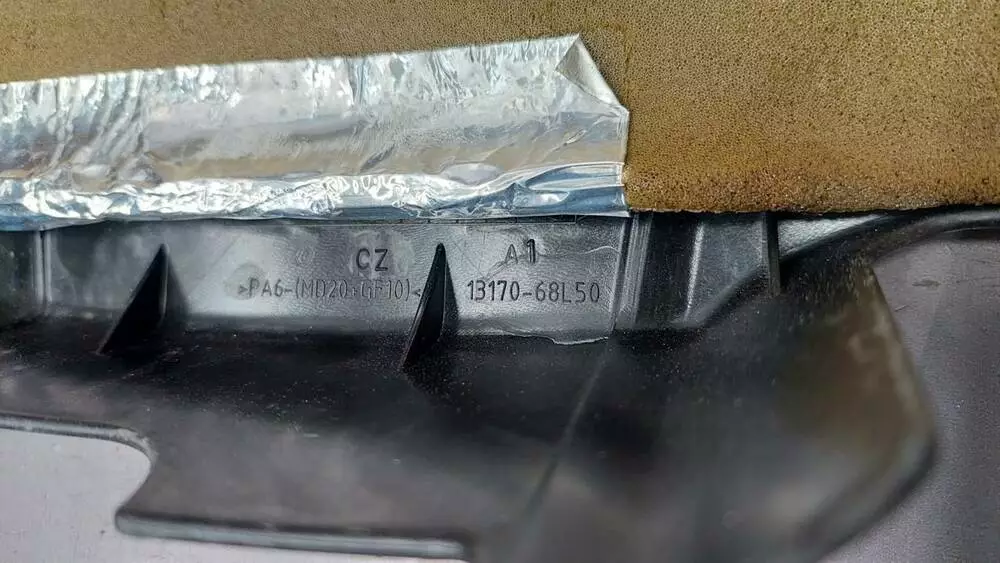 CZ A1
>PA6-(MD20+GF10)< 13170-68L50